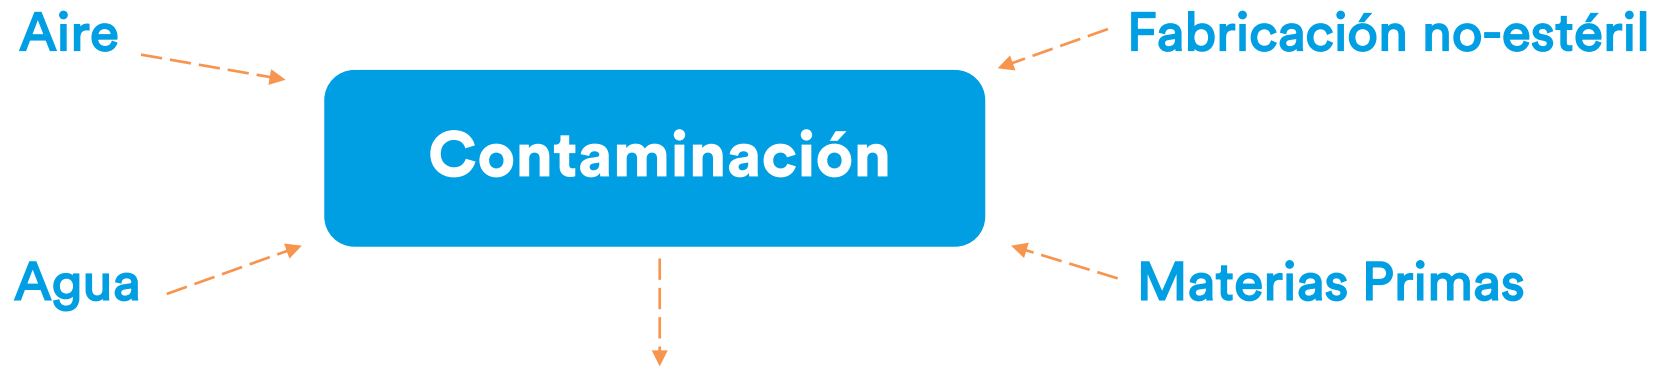 Aire
Fabricación no-estéril
Contaminación
Agua
Materias Primas